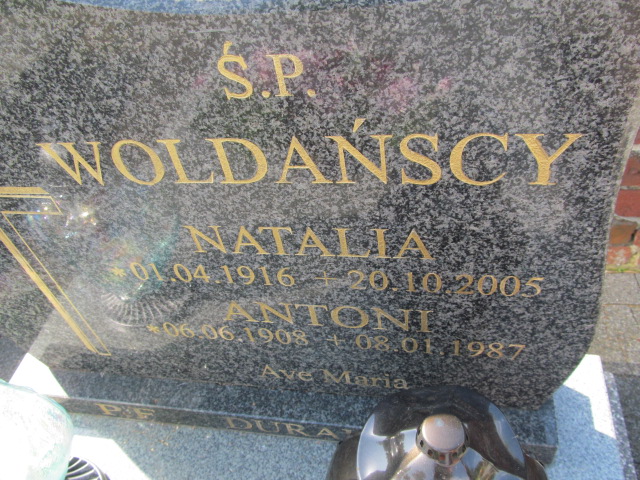 Ś.P.
WOLDAŃSCY
NATALIA
*01.04.1916 + 20.10.2005
ANTONI
*06.06.1908 + 08.01.1987
Ave Maria